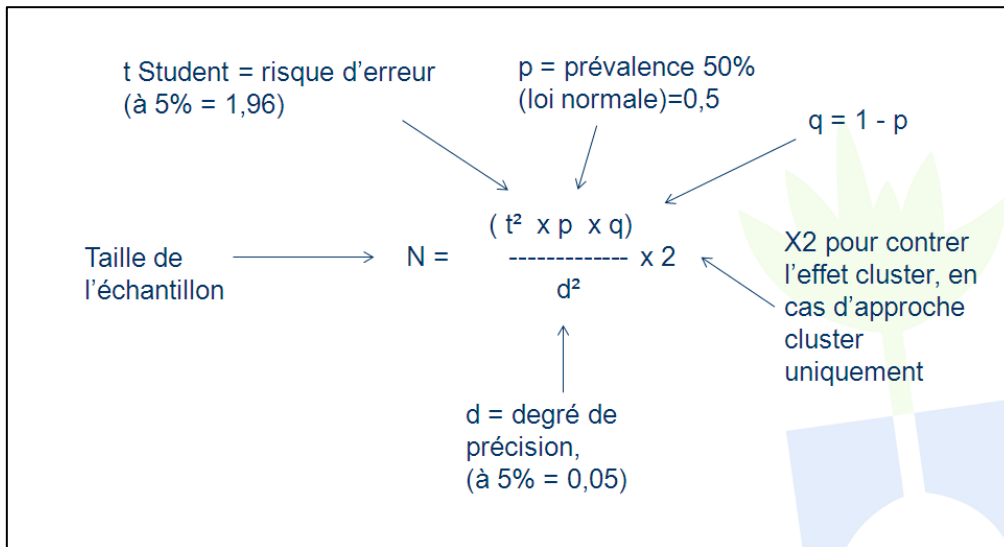 t Student = risque d’erreur
(à 5% = 1,96)
p = prévalence 50%
(loi normale)=0,5
q = 1 - p
Taille de
l’échantillon
N =
( t² x p x q)
-------------
d²
x 2
X2 pour contrer
l’effet cluster, en
cas d’approche
cluster
uniquement
d = degré de
précision,
(à 5% = 0,05)